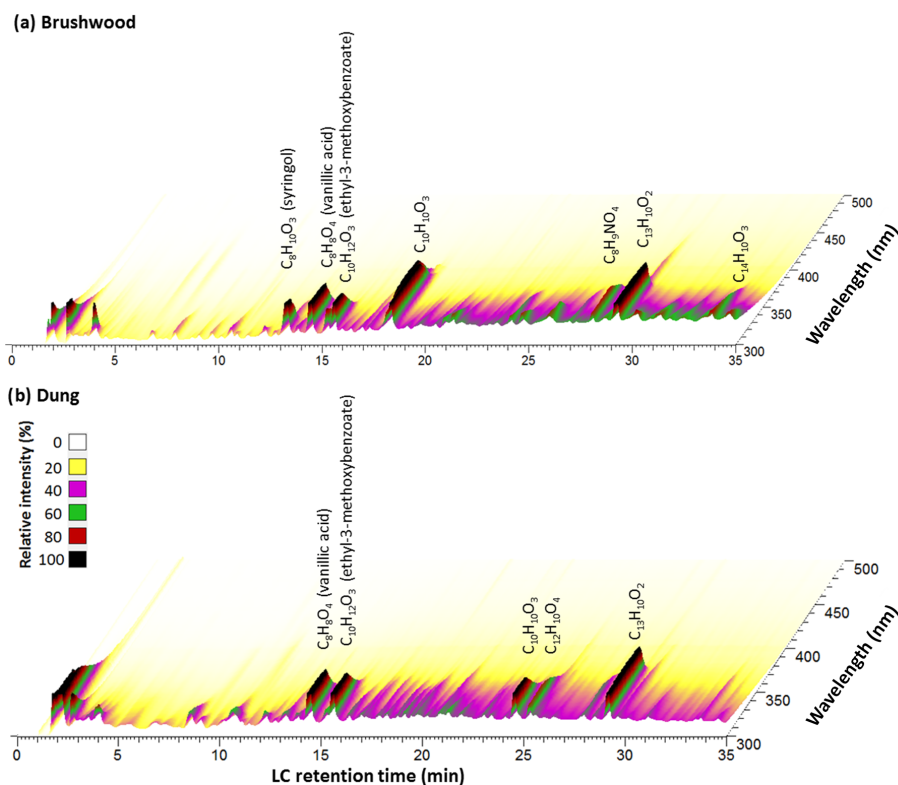 (a) Brushwood
C₈H₁₀O₃ (syringol)
C₈H₈O₄ (vanillic acid)
C₁₀H₁₂O₃ (ethyl-3-methoxybenzoate)
C₁₀H₁₀O₃
C₈H₉NO₄
C₁₃H₁₀O₂
C₁₄H₁₀O₃
500
450
400
350
300
Wavelength (nm)
0 5 10 15 20 25 30 35
(b) Dung
Relative intensity (%)
0
20
40
60
80
100
C₈H₈O₄ (vanillic acid)
C₁₀H₁₂O₃ (ethyl-3-methoxybenzoate)
C₁₀H₁₀O₃
C₁₂H₁₀O₄
C₁₃H₁₀O₂
500
450
400
350
300
Wavelength (nm)
0 5 10 15 20 25 30 35
LC retention time (min)